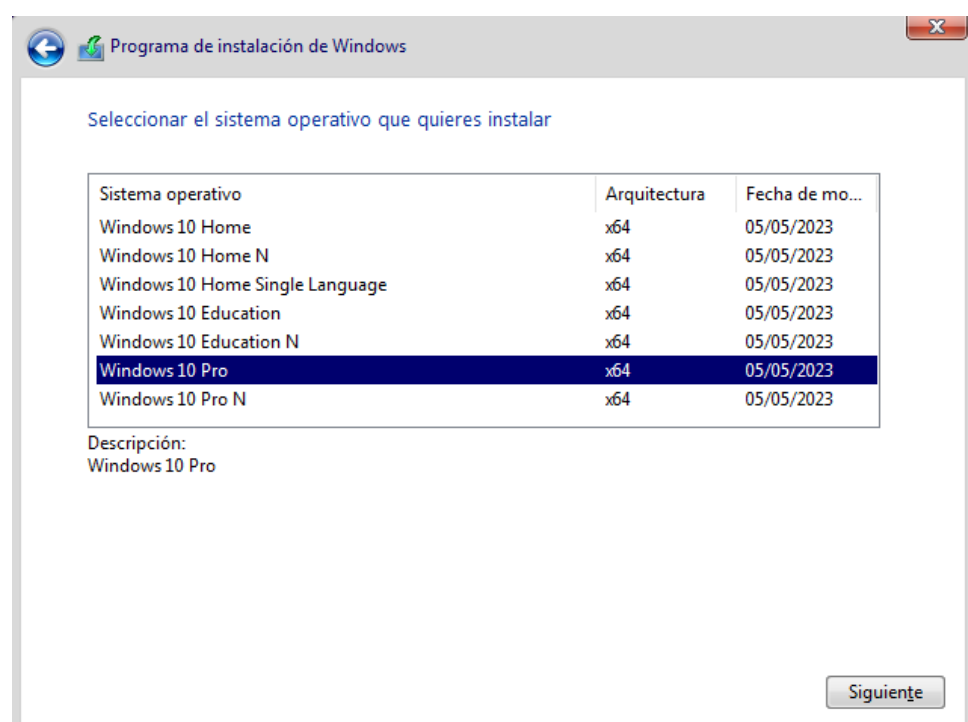 Programa de instalación de Windows
Seleccionar el sistema operativo que quieres instalar
Sistema operativo Arquitectura Fecha de mo...
Windows 10 Home x64 05/05/2023
Windows 10 Home N x64 05/05/2023
Windows 10 Home Single Language x64 05/05/2023
Windows 10 Education x64 05/05/2023
Windows 10 Education N x64 05/05/2023
Windows 10 Pro x64 05/05/2023
Windows 10 Pro N x64 05/05/2023
Descripción:
Windows 10 Pro
Siguiente